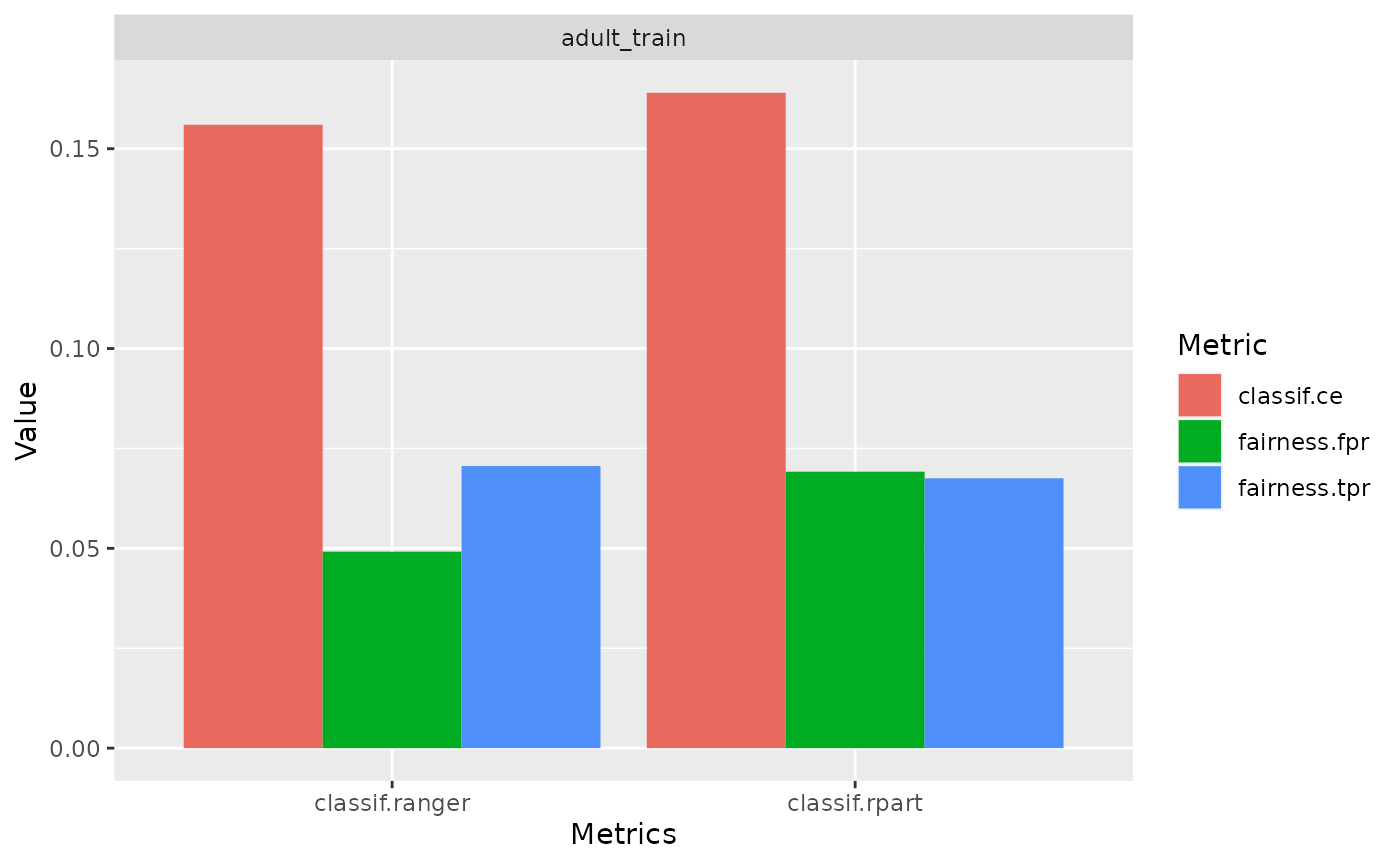 adult_train
0.15
0.10
0.05
0.00
Value
classif.ranger
classif.rpart
Metrics
Metric
classif.ce
fairness.fpr
fairness.tpr